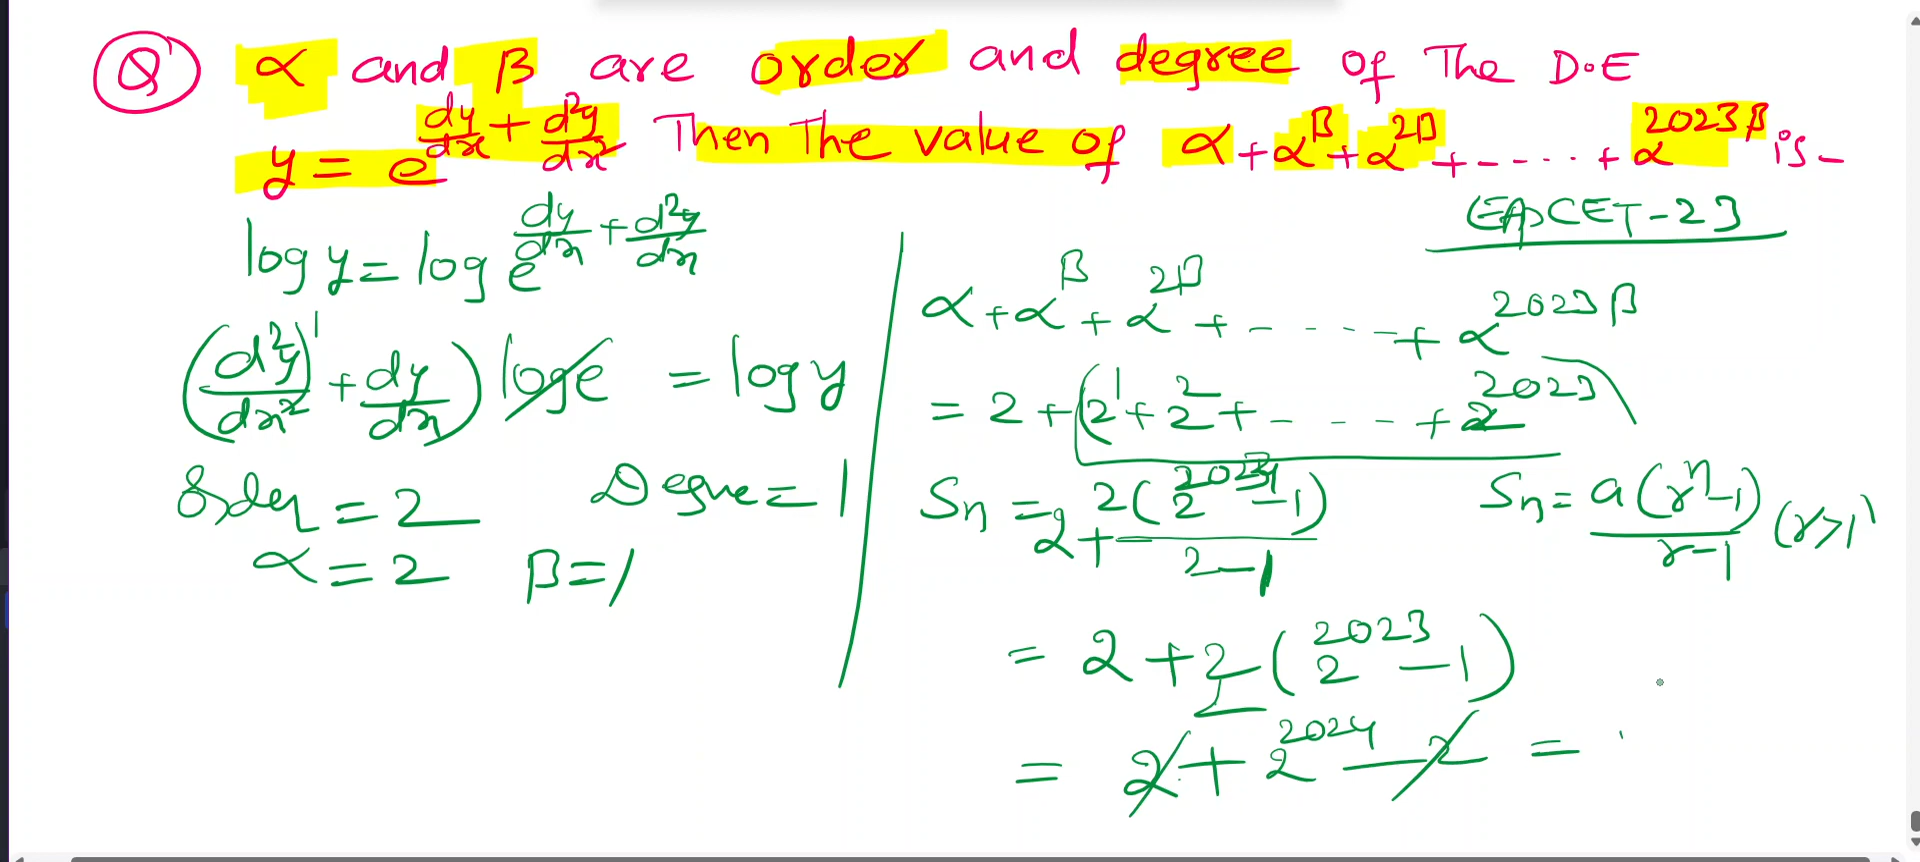 Q α and β are order and degree of The D.E
y = e^(dy/dx + d²y/dx²) Then The value of α + α^β + α^2β + - - - - ... + α^2023β is -
(EAPCET-23
log y = log e^(dy/dx + d²y/dx)
(d²y/dx²)¹ + dy/dx) log e = log y
Order = 2 Degree = 1
α = 2 β = 1
α + α^β + α^2β + - - - - + α^2023β
= 2 + (2¹ + 2² + - - - - + 2^2023)
Sn = 2 + 2(2^2023 - 1)/(2 - 1) Sn = a(r^n - 1)/(r - 1) (r > 1)
= 2 + 2(2^2023 - 1)
= 2 + 2^2024 - 2 =